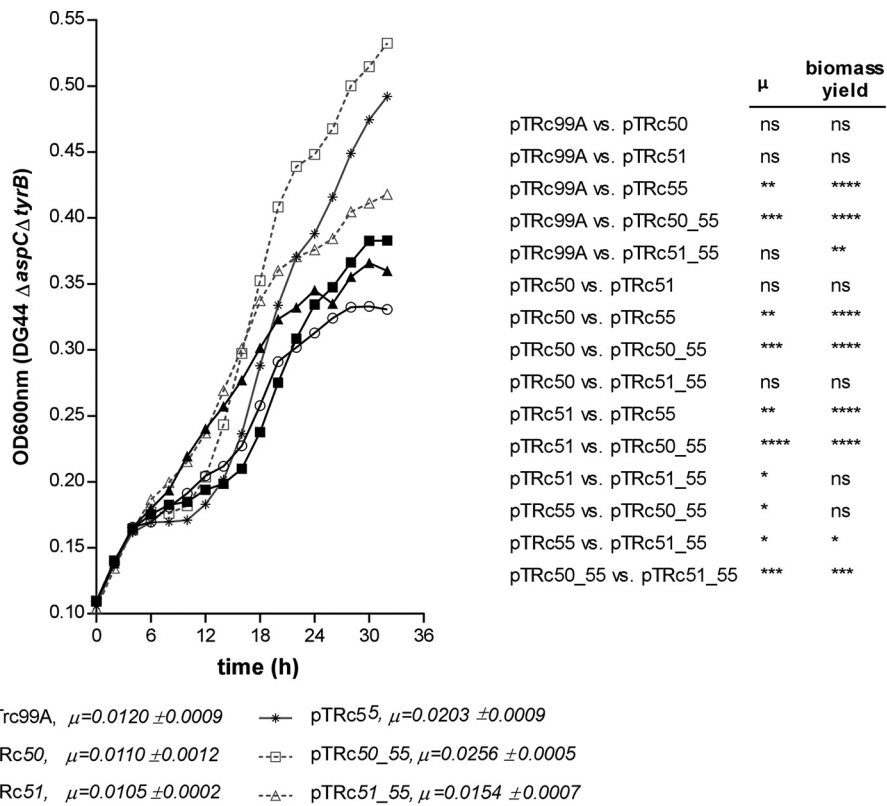 0.55
0.50
0.45
0.40
0.35
0.30
0.25
0.20
0.15
0.10
OD600nm (DG44 ΔaspCΔtyrB)
0 6 12 18 24 30 36
time (h)
μ biomass yield
pTRc99A vs. pTRc50 ns ns
pTRc99A vs. pTRc51 ns ns
pTRc99A vs. pTRc55 ** ****
pTRc99A vs. pTRc50_55 *** ****
pTRc99A vs. pTRc51_55 ns **
pTRc50 vs. pTRc51 ns ns
pTRc50 vs. pTRc55 ** ****
pTRc50 vs. pTRc50_55 *** ****
pTRc50 vs. pTRc51_55 ns ns
pTRc51 vs. pTRc55 ** ****
pTRc51 vs. pTRc50_55 **** ****
pTRc51 vs. pTRc51_55 * ns
pTRc55 vs. pTRc50_55 * ns
pTRc55 vs. pTRc51_55 * *
pTRc50_55 vs. pTRc51_55 *** ***
rc99A, μ=0.0120 ±0.0009 pTRc55, μ=0.0203 ±0.0009
Rc50, μ=0.0110 ±0.0012 pTRc50_55, μ=0.0256 ±0.0005
Rc51, μ=0.0105 ±0.0002 pTRc51_55, μ=0.0154 ±0.0007